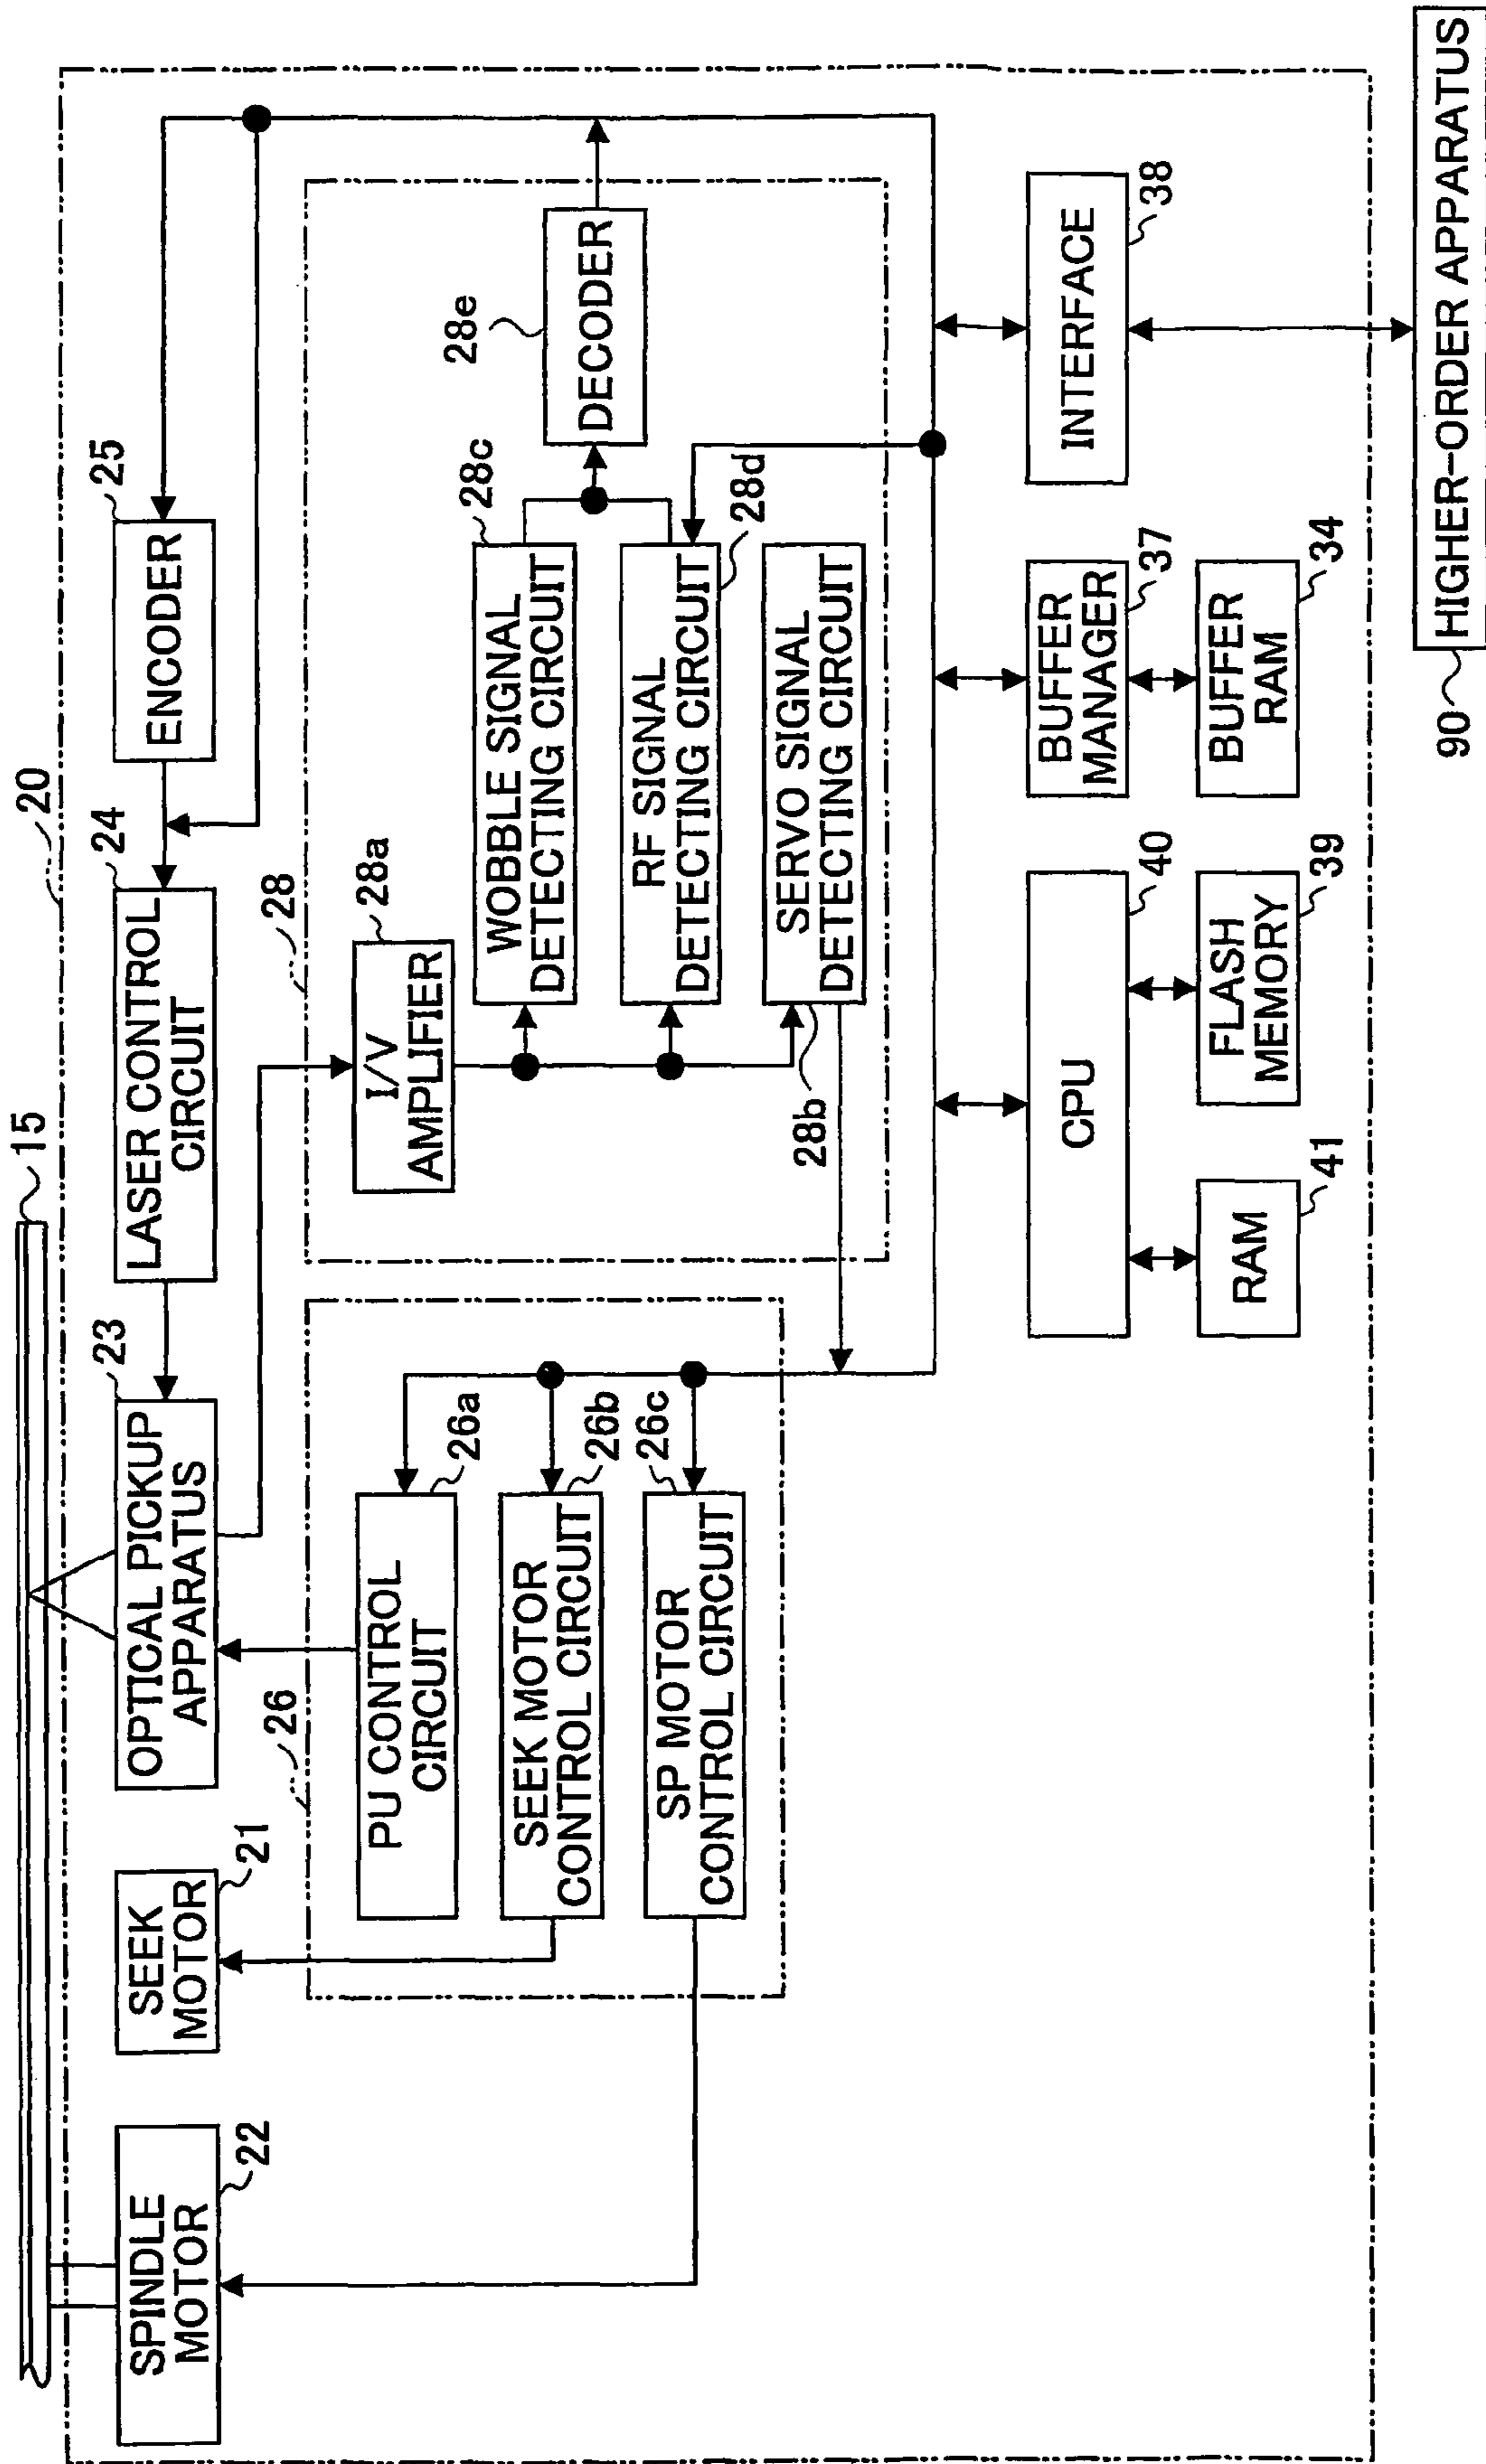 15
20
SPINDLE
MOTOR
22
SEEK
MOTOR
21
OPTICAL PICKUP
APPARATUS
23
LASER CONTROL
CIRCUIT
24
ENCODER
25
26
PU CONTROL
CIRCUIT
26a
SEEK MOTOR
CONTROL CIRCUIT
26b
SP MOTOR
CONTROL CIRCUIT
26c
28
I/V
AMPLIFIER
28a
WOBBLE SIGNAL
DETECTING CIRCUIT
28c
RF SIGNAL
DETECTING CIRCUIT
28d
SERVO SIGNAL
DETECTING CIRCUIT
28b
DECODER
28e
CPU
40
RAM
41
FLASH
MEMORY
39
BUFFER
MANAGER
37
BUFFER
RAM
34
INTERFACE
38
90
HIGHER-ORDER APPARATUS